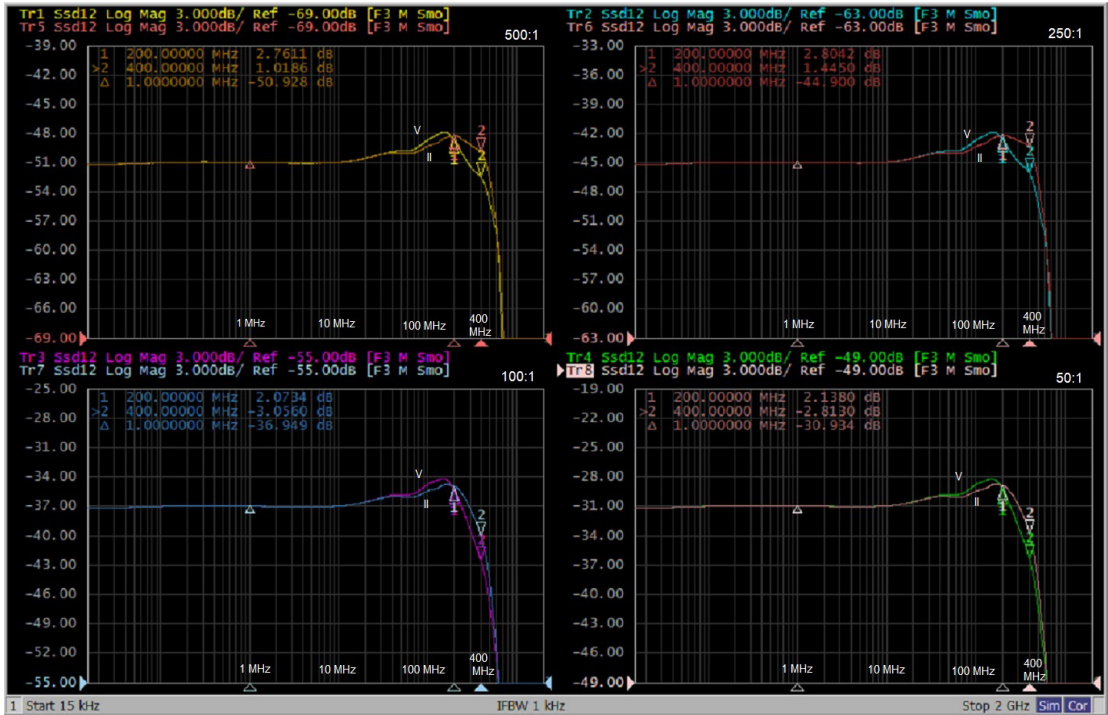 Tr1 Ssd12 Log Mag 3.000dB/ Ref -69.00dB [F3 M Smo]
Tr5 Ssd12 Log Mag 3.000dB/ Ref -69.00dB [F3 M Smo]
500:1
-39.00
1 200.00000 MHz 2.7611 dB
-42.00
>2 400.00000 MHz 1.0186 dB
Δ 1.0000000 MHz -50.928 dB
-45.00
-48.00
V
2
II
1
2
-51.00
-54.00
-57.00
-60.00
-63.00
-66.00
1 MHz
10 MHz
100 MHz
400 MHz
-69.00
Tr2 Ssd12 Log Mag 3.000dB/ Ref -63.00dB [F3 M Smo]
Tr6 Ssd12 Log Mag 3.000dB/ Ref -63.00dB [F3 M Smo]
250:1
-33.00
1 200.00000 MHz 2.8042 dB
-36.00
>2 400.00000 MHz 1.4450 dB
Δ 1.0000000 MHz -44.900 dB
-39.00
-42.00
V
2
II
1
2
-45.00
-48.00
-51.00
-54.00
-57.00
-60.00
1 MHz
10 MHz
100 MHz
400 MHz
-63.00
Tr3 Ssd12 Log Mag 3.000dB/ Ref -55.00dB [F3 M Smo]
Tr7 Ssd12 Log Mag 3.000dB/ Ref -55.00dB [F3 M Smo]
100:1
-25.00
1 200.00000 MHz 2.0734 dB
-28.00
>2 400.00000 MHz -3.0560 dB
Δ 1.0000000 MHz -36.949 dB
-31.00
-34.00
V
II
1
2
2
-37.00
-40.00
-43.00
-46.00
-49.00
-52.00
1 MHz
10 MHz
100 MHz
400 MHz
-55.00
Tr4 Ssd12 Log Mag 3.000dB/ Ref -49.00dB [F3 M Smo]
Tr8 Ssd12 Log Mag 3.000dB/ Ref -49.00dB [F3 M Smo]
50:1
-19.00
1 200.00000 MHz 2.1380 dB
-22.00
>2 400.00000 MHz -2.8130 dB
Δ 1.0000000 MHz -30.934 dB
-25.00
-28.00
V
II
1
2
2
-31.00
-34.00
-37.00
-40.00
-43.00
-46.00
1 MHz
10 MHz
100 MHz
400 MHz
-49.00
1 Start 15 kHz
IFBW 1 kHz
Stop 2 GHz Sim Cor